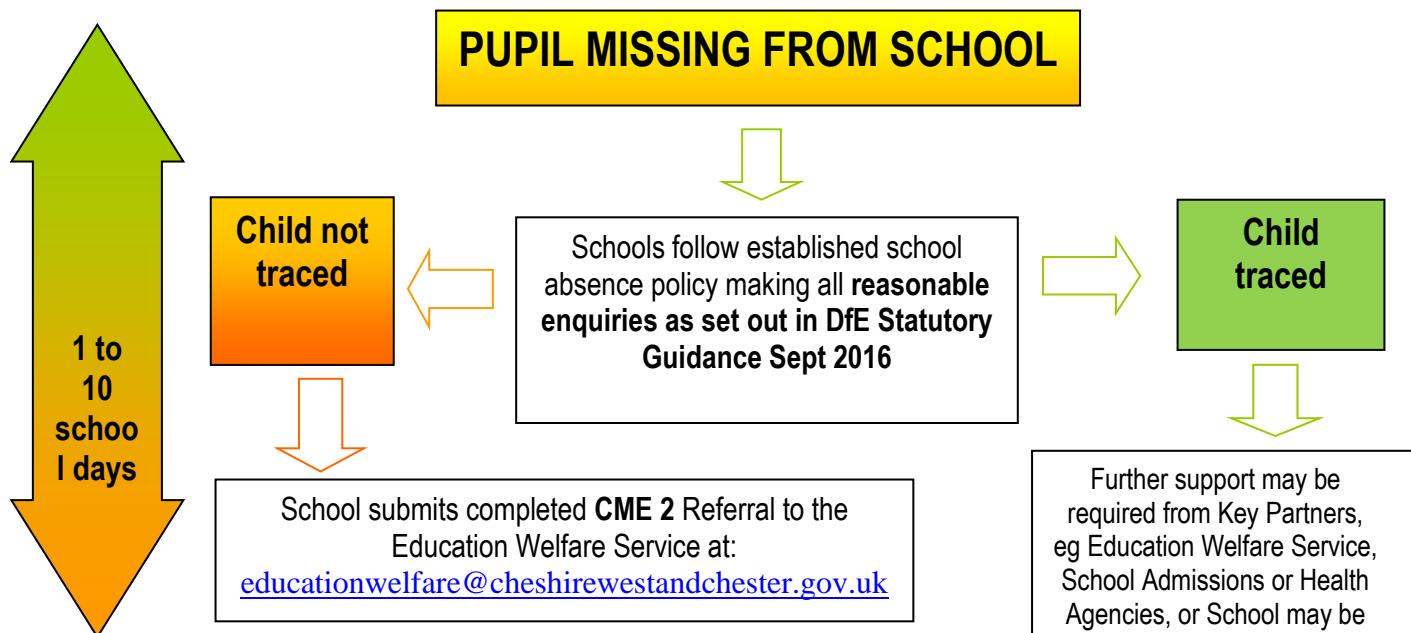 PUPIL MISSING FROM SCHOOL
1 to
10
schoo
l days
Child not
traced
Schools follow established school
absence policy making all reasonable
enquiries as set out in DfE Statutory
Guidance Sept 2016
Child
traced
School submits completed CME 2 Referral to the
Education Welfare Service at:
educationwelfare@cheshirewestandchester.gov.uk
Further support may be
required from Key Partners,
eg Education Welfare Service,
School Admissions or Health
Agencies, or School may be